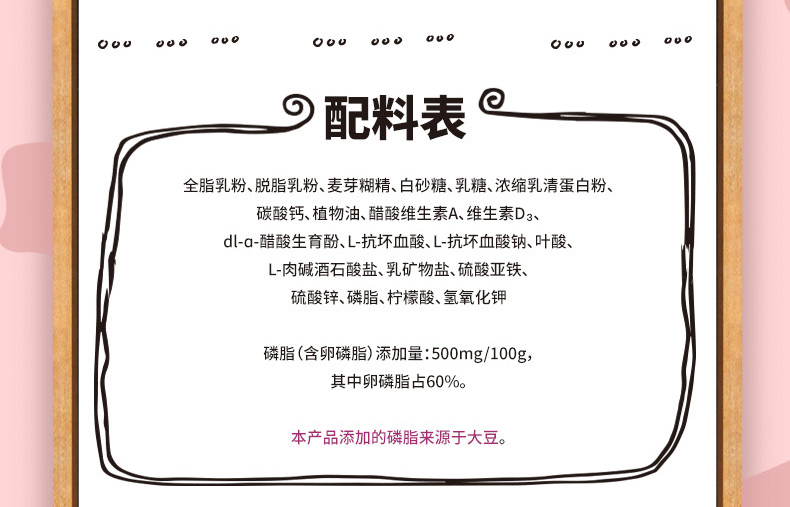 配料表
全脂乳粉、脱脂乳粉、麦芽糊精、白砂糖、乳糖、浓缩乳清蛋白粉、
碳酸钙、植物油、醋酸维生素A、维生素D₃、
dl-α-醋酸生育酚、L-抗坏血酸、L-抗坏血酸钠、叶酸、
L-肉碱酒石酸盐、乳矿物盐、硫酸亚铁、
硫酸锌、磷脂、柠檬酸、氢氧化钾
磷脂（含卵磷脂）添加量：500mg/100g，
其中卵磷脂占60%。
本产品添加的磷脂来源于大豆。